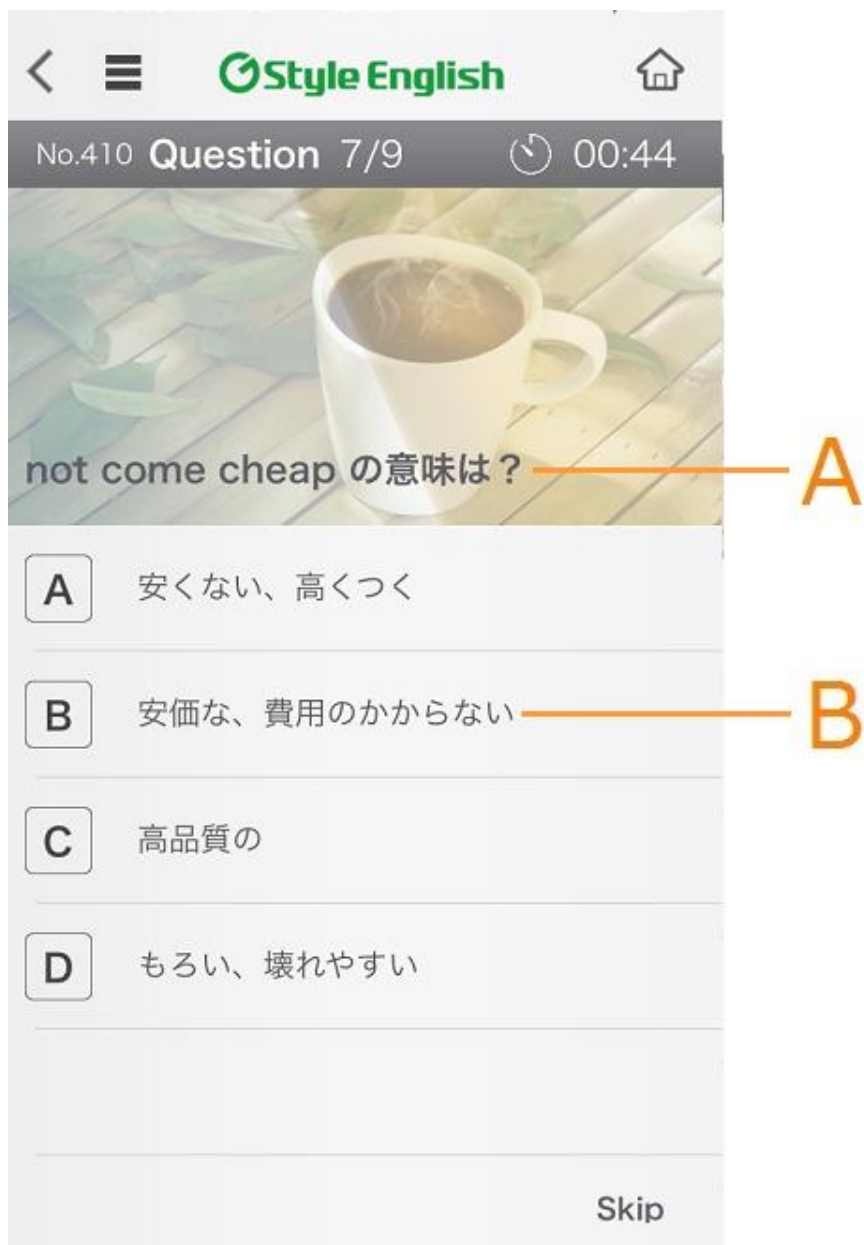 GStyle English
No.410 Question 7/9 00:44
not come cheap の意味は？
A
A 安くない、高くつく
B 安価な、費用のかからない
B
C 高品質の
D もろい、壊れやすい
Skip